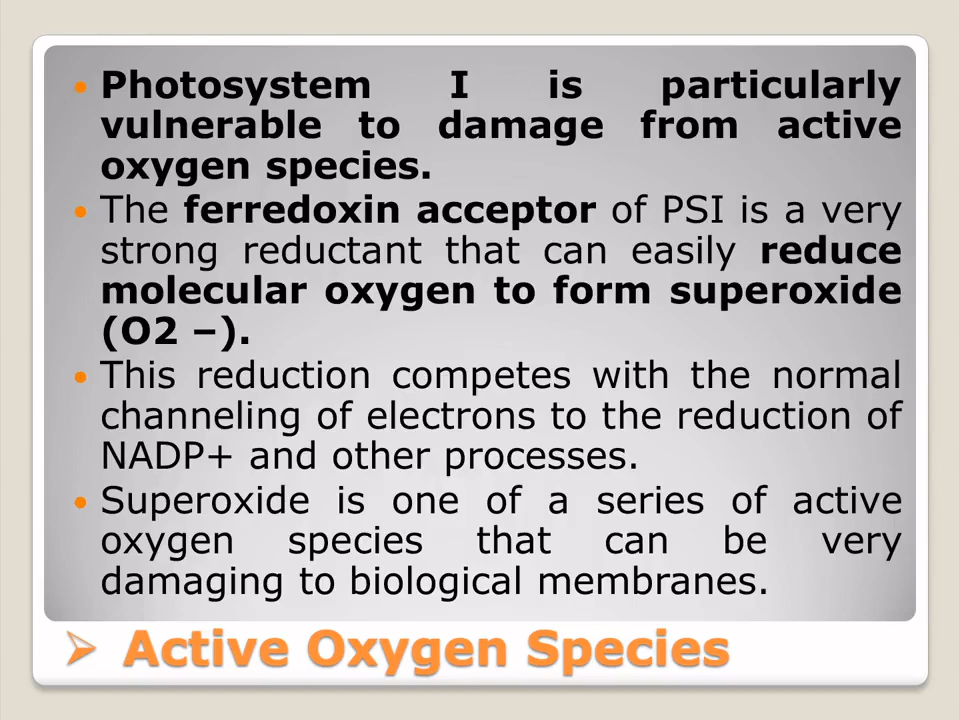 • Photosystem I is particularly
vulnerable to damage from active
oxygen species.
• The ferredoxin acceptor of PSI is a very
strong reductant that can easily reduce
molecular oxygen to form superoxide
(O2 –).
• This reduction competes with the normal
channeling of electrons to the reduction of
NADP+ and other processes.
• Superoxide is one of a series of active
oxygen species that can be very
damaging to biological membranes.
➢ Active Oxygen Species